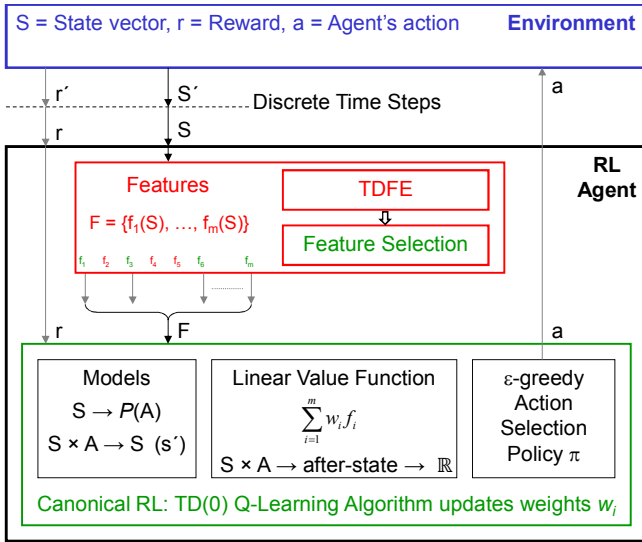 S = State vector, r = Reward, a = Agent's action Environment
r´ S´ a
Discrete Time Steps
r S
RL
Agent
Features
F = {f1(S), …, fm(S)}
TDFE
Feature Selection
f1 f2 f3 f4 f5 f6 ........... fm
r F a
Models
S → P(A)
S × A → S (s´)
Linear Value Function
m
∑ wi fi
i=1
S × A → after-state → ℝ
ε-greedy
Action
Selection
Policy π
Canonical RL: TD(0) Q-Learning Algorithm updates weights wi